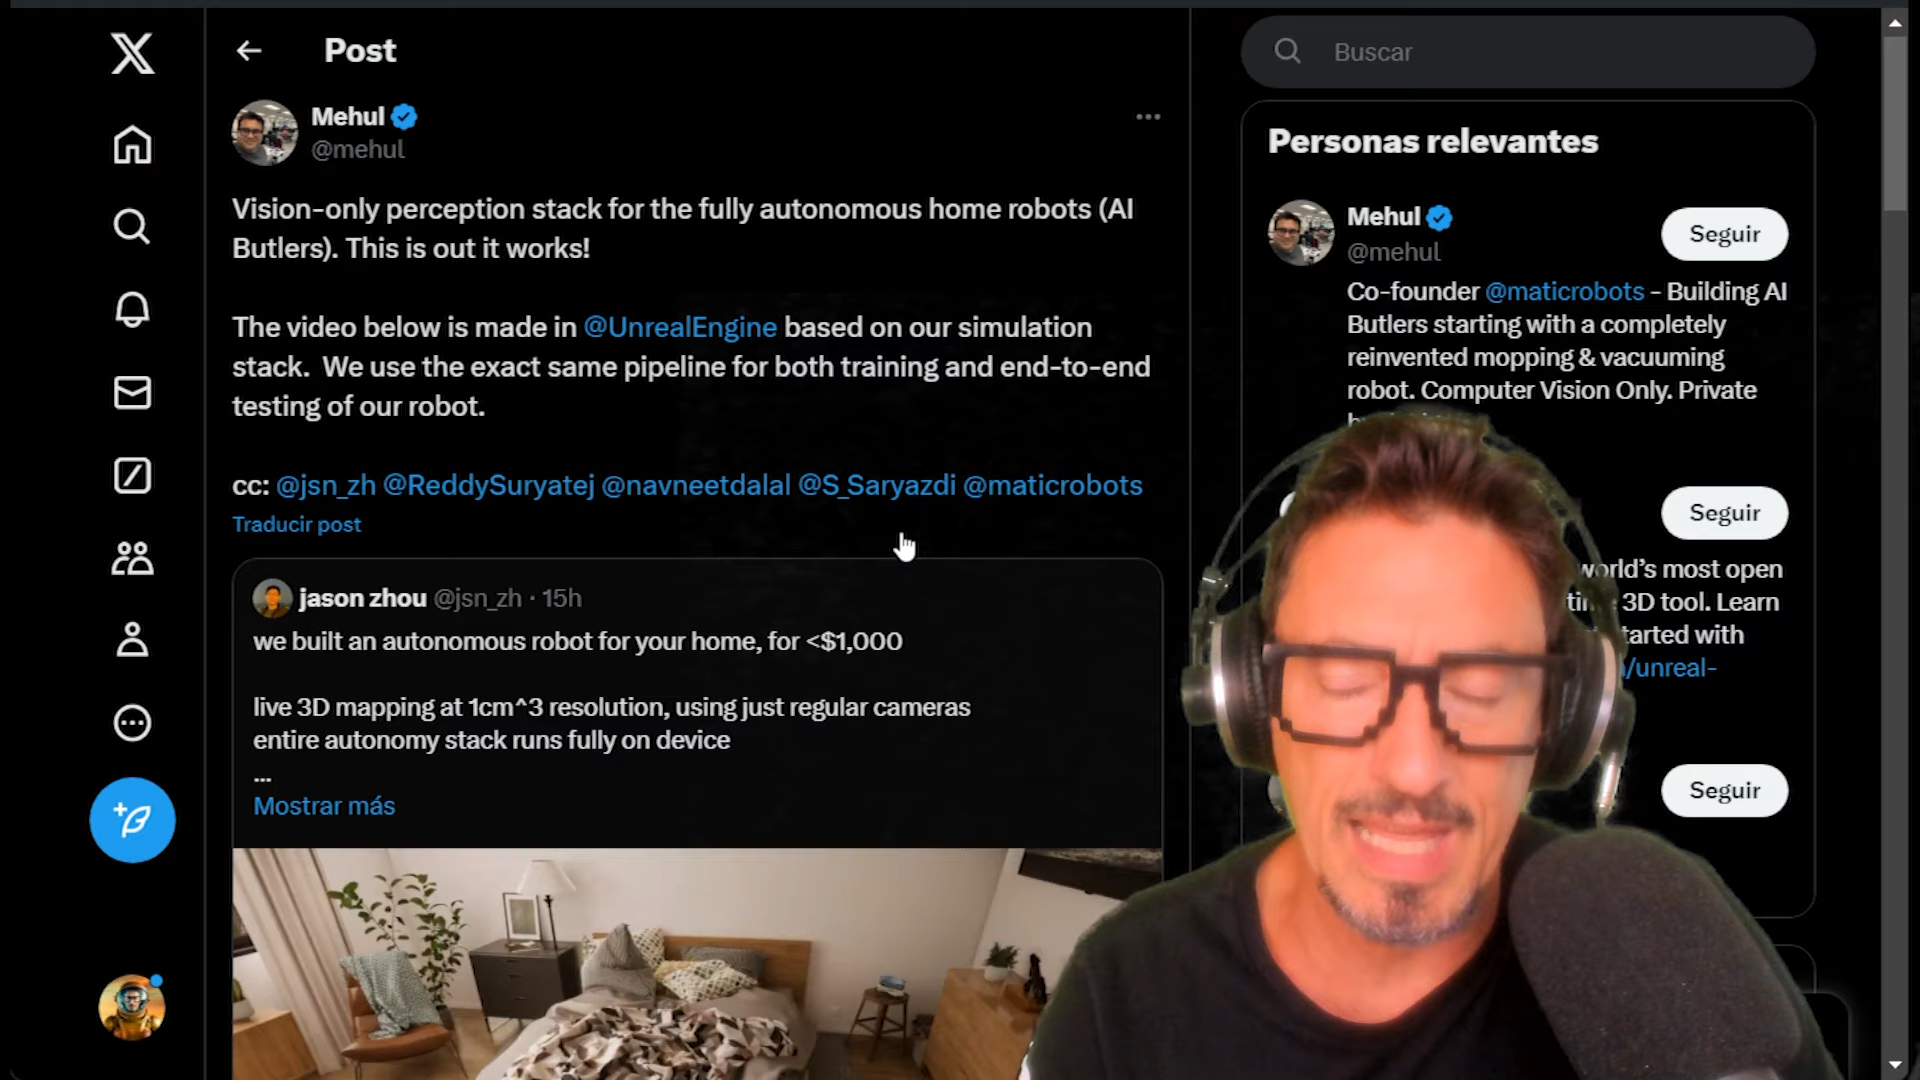 Post
Mehul
@mehul
Vision-only perception stack for the fully autonomous home robots (AI
Butlers). This is out it works!
The video below is made in @UnrealEngine based on our simulation
stack. We use the exact same pipeline for both training and end-to-end
testing of our robot.
cc: @jsn_zh @ReddySuryatej @navneetdalal @S_Saryazdi @maticrobots
Traducir post
jason zhou @jsn_zh · 15h
we built an autonomous robot for your home, for <$1,000
live 3D mapping at 1cm^3 resolution, using just regular cameras
entire autonomy stack runs fully on device
...
Mostrar más
Buscar
Personas relevantes
Mehul
@mehul
Seguir
Co-founder @maticrobots - Building AI
Butlers starting with a completely
reinvented mopping & vacuuming
robot. Computer Vision Only. Private
Seguir
world's most open
3D tool. Learn
started with
/unreal-
Seguir